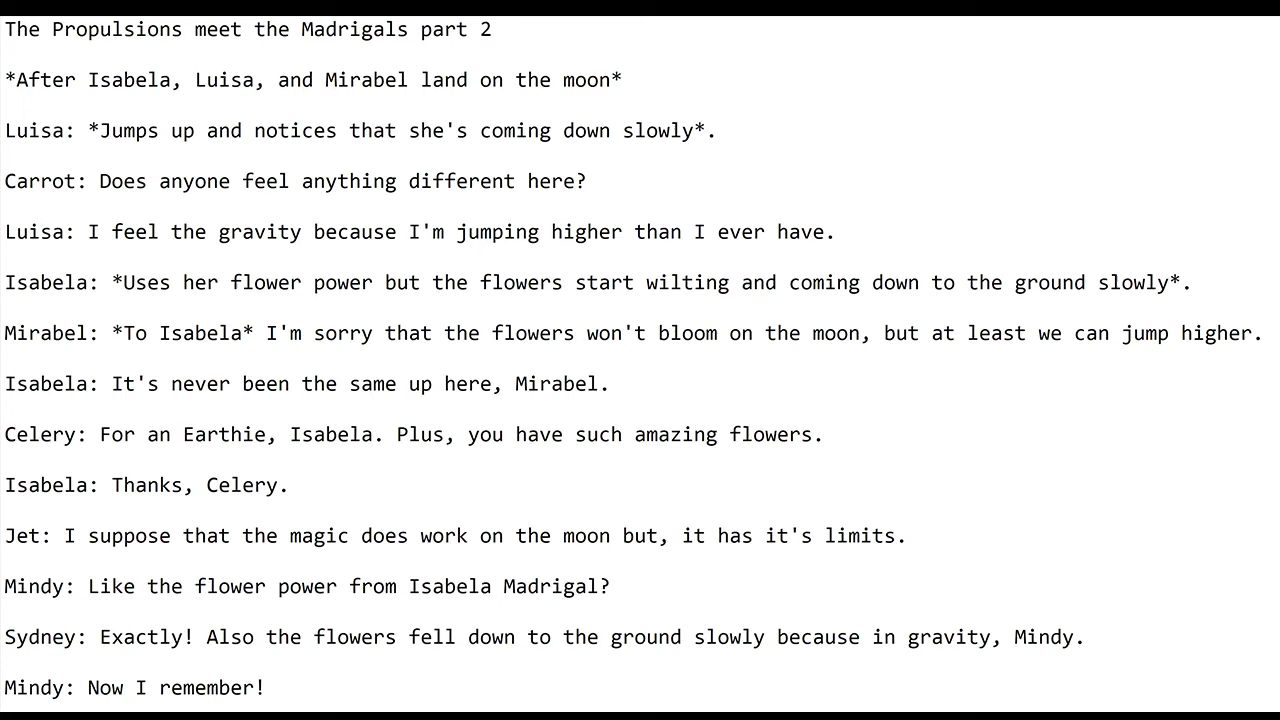 The Propulsions meet the Madrigals part 2
*After Isabela, Luisa, and Mirabel land on the moon*
Luisa: *Jumps up and notices that she's coming down slowly*.
Carrot: Does anyone feel anything different here?
Luisa: I feel the gravity because I'm jumping higher than I ever have.
Isabela: *Uses her flower power but the flowers start wilting and coming down to the ground slowly*.
Mirabel: *To Isabela* I'm sorry that the flowers won't bloom on the moon, but at least we can jump higher.
Isabela: It's never been the same up here, Mirabel.
Celery: For an Earthie, Isabela. Plus, you have such amazing flowers.
Isabela: Thanks, Celery.
Jet: I suppose that the magic does work on the moon but, it has it's limits.
Mindy: Like the flower power from Isabela Madrigal?
Sydney: Exactly! Also the flowers fell down to the ground slowly because in gravity, Mindy.
Mindy: Now I remember!